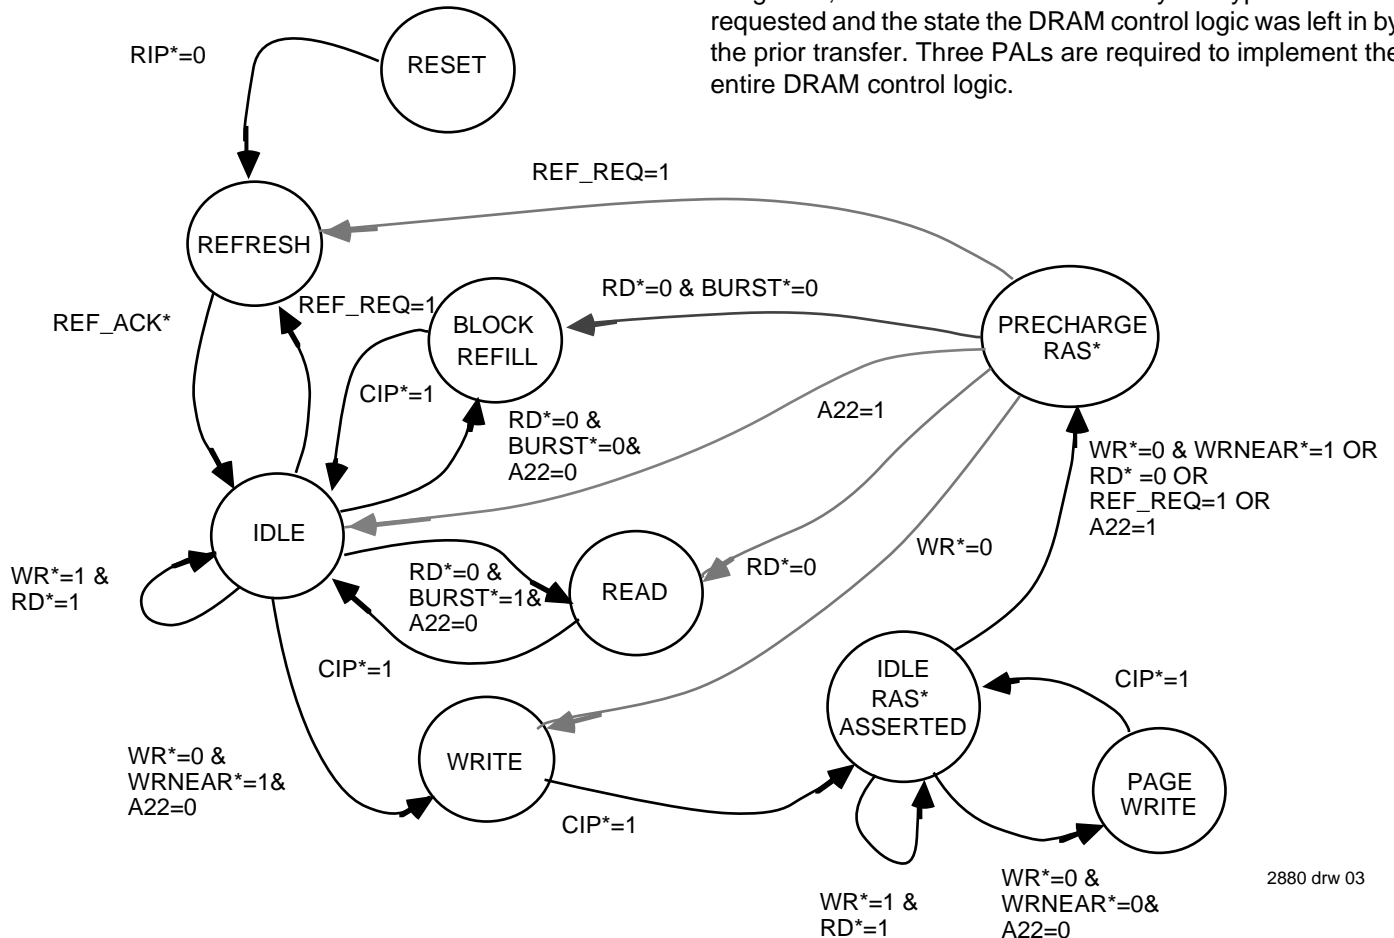 requested and the state the DRAM control logic was left in by
the prior transfer. Three PALs are required to implement the
entire DRAM control logic.
RIP*=0
RESET
REF_REQ=1
REFRESH
REF_ACK*
REF_REQ=1
BLOCK
REFILL
RD*=0 & BURST*=0
PRECHARGE
RAS*
CIP*=1
RD*=0 &
BURST*=0&
A22=0
A22=1
WR*=0 & WRNEAR*=1 OR
RD* =0 OR
REF_REQ=1 OR
A22=1
IDLE
WR*=1 &
RD*=1
RD*=0 &
BURST*=1&
A22=0
READ
RD*=0
WR*=0
CIP*=1
IDLE
RAS*
ASSERTED
CIP*=1
WR*=0 &
WRNEAR*=1&
A22=0
WRITE
CIP*=1
PAGE
WRITE
WR*=1 &
RD*=1
WR*=0 &
WRNEAR*=0&
A22=0
2880 drw 03